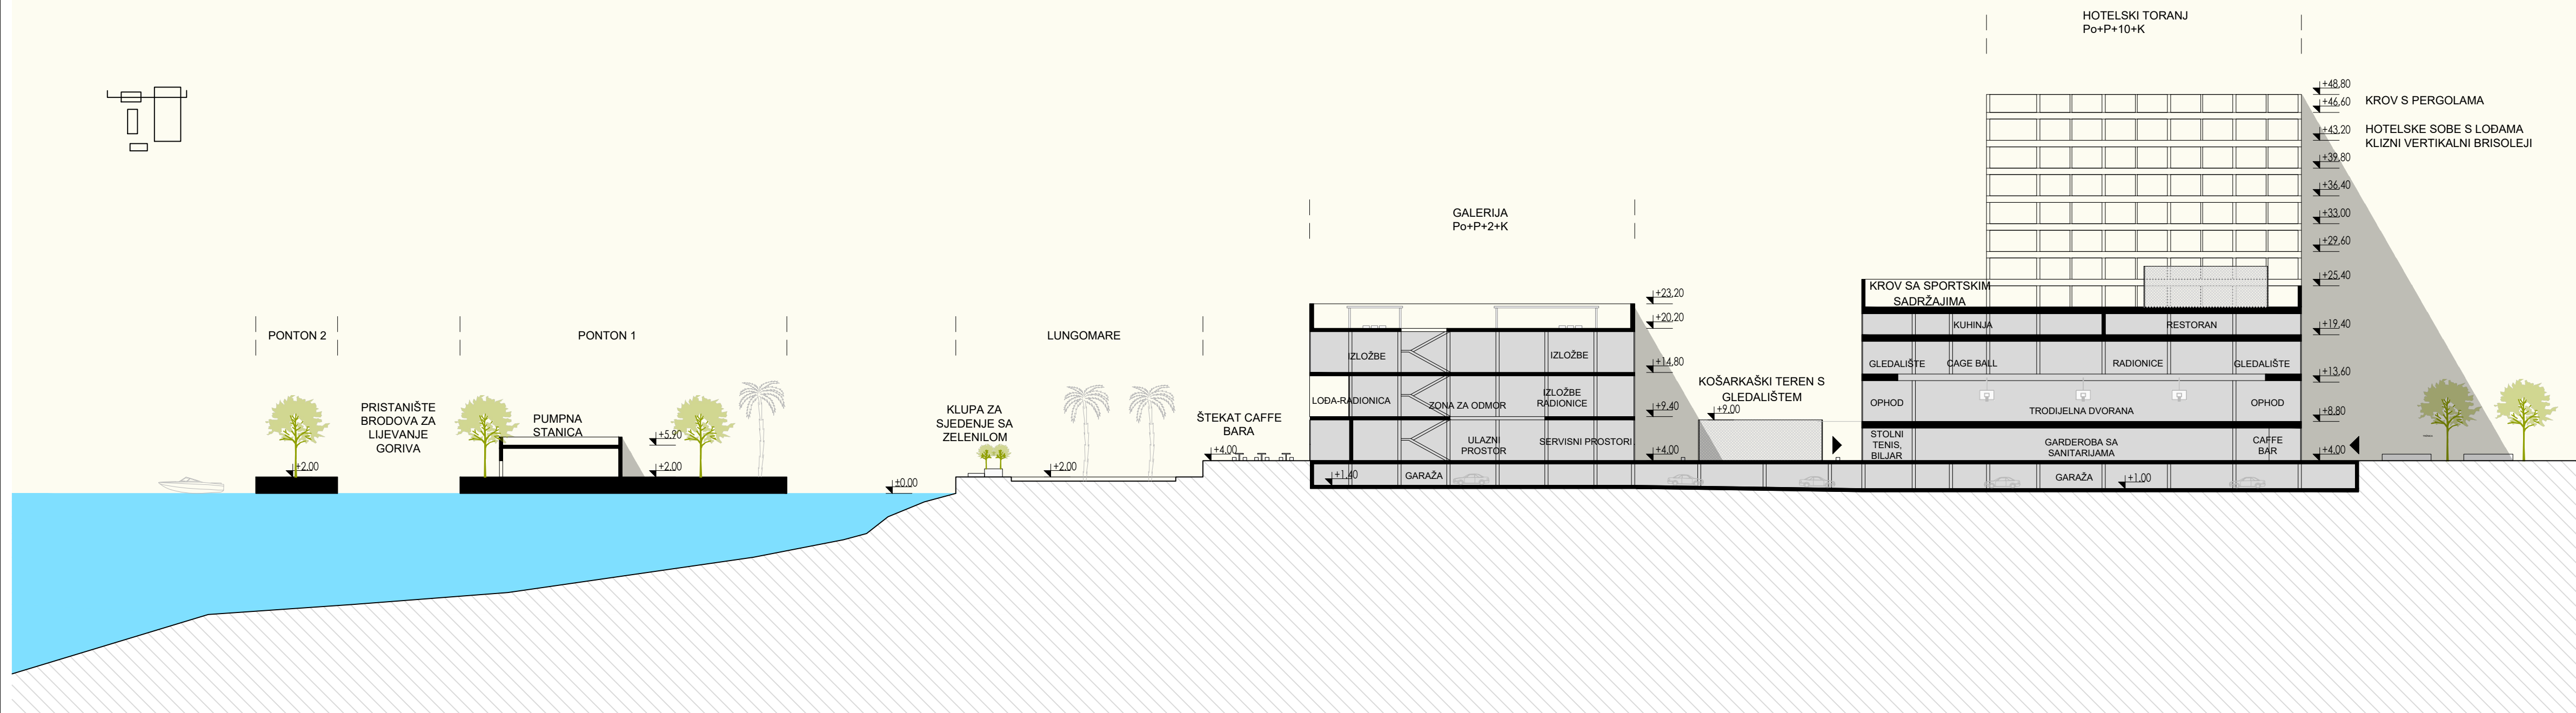 HOTELSKI TORANJ
Po+P+10+K
+48,80
+46,60
KROV S PERGOLAMA
+43,20
HOTELSKE SOBE S LOĐAMA
KLIZNI VERTIKALNI BRISOLEJI
+39,80
+36,40
+33,00
+29,60
+25,40
+19,40
+13,60
+8,80
+4,00
GALERIJA
Po+P+2+K
+23,20
+20,20
+14,80
+9,40
+4,00
KROV SA SPORTSKIM
SADRŽAJIMA
KUHINJA
RESTORAN
GLEDALIŠTE
CAGE BALL
RADIONICE
GLEDALIŠTE
OPHOD
TRODIJELNA DVORANA
OPHOD
STOLNI
TENIS,
BILJAR
GARDEROBA SA
SANITARIJAMA
CAFFE
BAR
GARAŽA
+1,00
KOŠARKAŠKI TEREN S
GLEDALIŠTEM
+9,00
IZLOŽBE
IZLOŽBE
LOĐA-RADIONICA
ZONA ZA ODMOR
IZLOŽBE
RADIONICE
ULAZNI
PROSTOR
SERVISNI PROSTORI
+1,40
GARAŽA
ŠTEKAT CAFFE
BARA
+4,00
LUNGOMARE
KLUPA ZA
SJEDENJE SA
ZELENILOM
+2,00
±0,00
PONTON 1
PUMPNA
STANICA
+5,90
+2,00
PRISTANIŠTE
BRODOVA ZA
LIJEVANJE
GORIVA
PONTON 2
+2,00